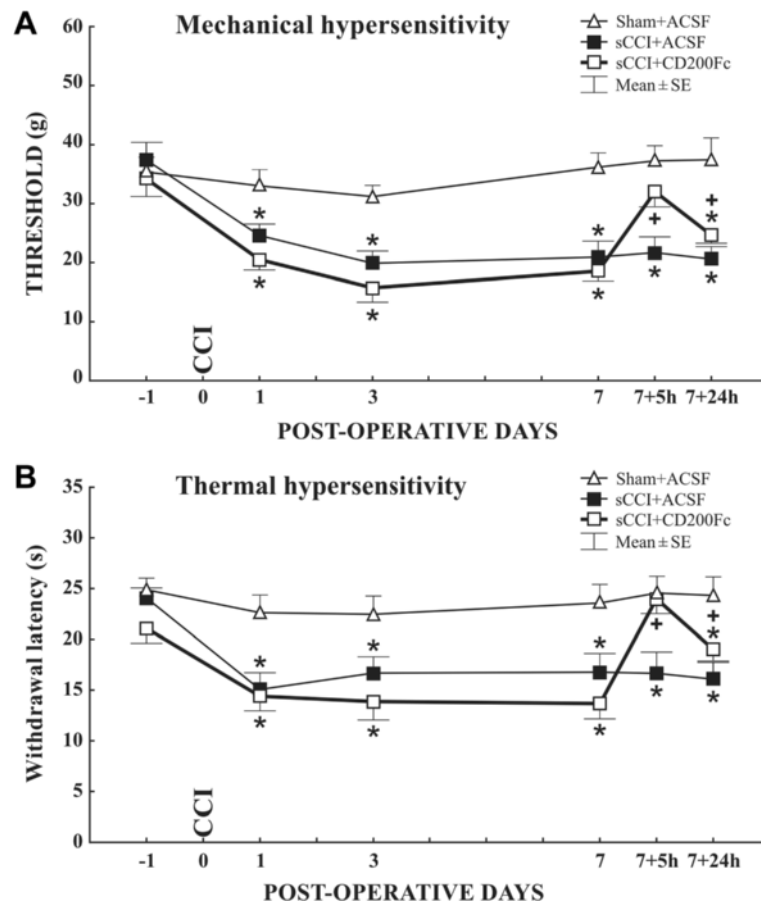 A
Mechanical hypersensitivity
Sham+ACSF
sCCI+ACSF
sCCI+CD200Fc
Mean ± SE
THRESHOLD (g)
60
50
40
30
20
10
0
* * * + + *
* * * * *
CCI
-1 0 1 3 7 7+5h 7+24h
POST-OPERATIVE DAYS
B
Thermal hypersensitivity
Sham+ACSF
sCCI+ACSF
sCCI+CD200Fc
Mean ± SE
Withdrawal latency (s)
35
30
25
20
15
10
5
0
* * * + + *
* * * * *
CCI
-1 0 1 3 7 7+5h 7+24h
POST-OPERATIVE DAYS